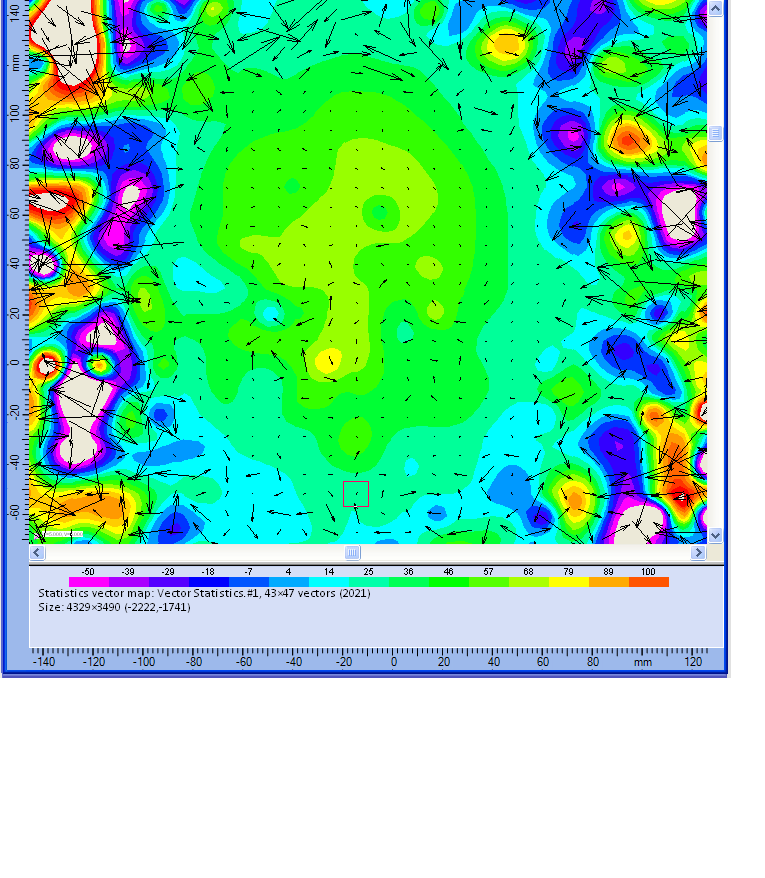 140
mm
100
80
60
40
20
0
-20
-40
-60
-50 -39 -29 -18 -7 4 14 25 36 46 57 68 79 89 100
Statistics vector map: Vector Statistics.#1, 43×47 vectors (2021)
Size: 4329×3490 (-2222,-1741)
-140 -120 -100 -80 -60 -40 -20 0 20 40 60 80 mm 120